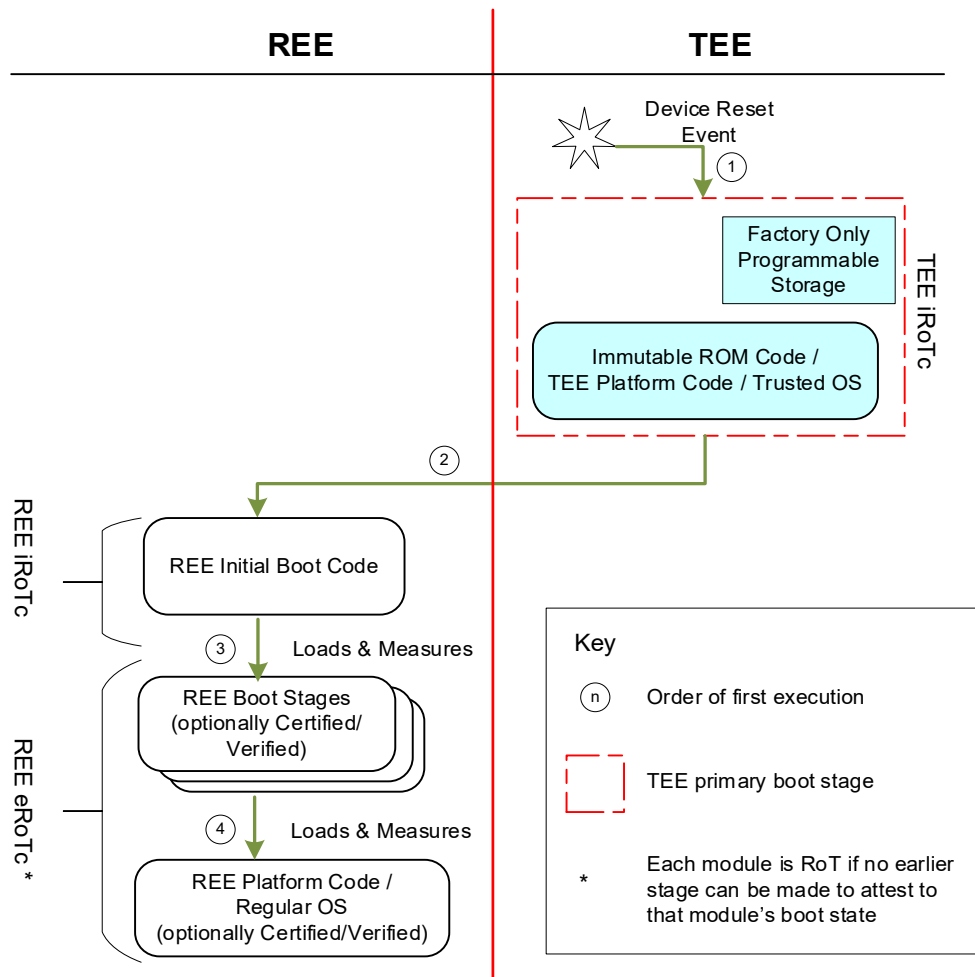 REE
TEE
Device Reset
Event
1
Factory Only
Programmable
Storage
TEE iRoTc
Immutable ROM Code /
TEE Platform Code / Trusted OS
2
REE iRoTc
REE Initial Boot Code
3
Loads & Measures
REE Boot Stages
(optionally Certified/
Verified)
REE eRoTc *
4
Loads & Measures
REE Platform Code /
Regular OS
(optionally Certified/Verified)
Key
n
Order of first execution
TEE primary boot stage
*
Each module is RoT if no earlier
stage can be made to attest to
that module's boot state